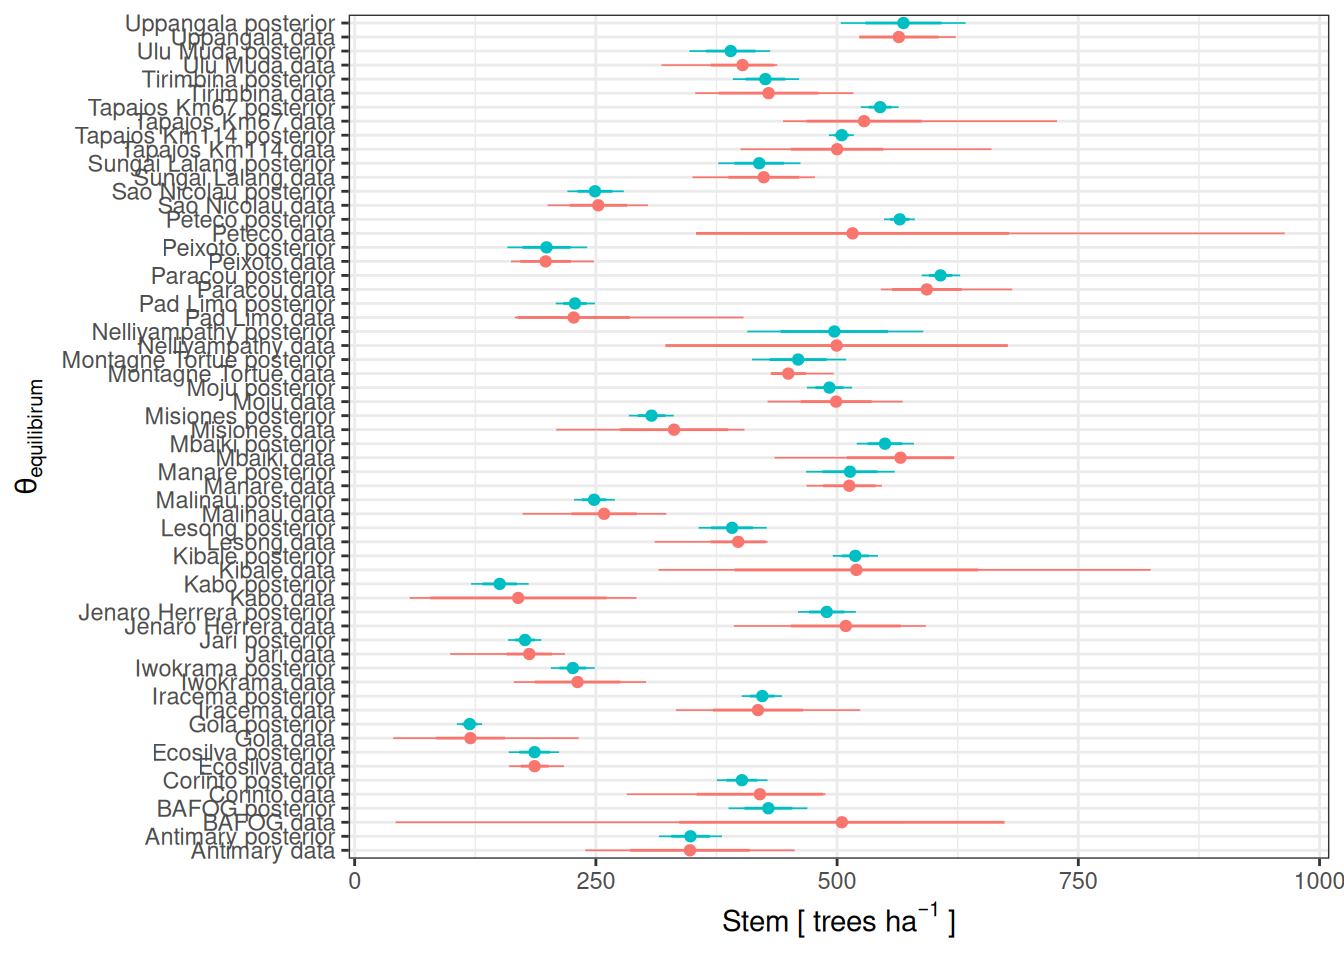 Uppangala posterior
Uppangala data
Ulu Muda posterior
Ulu Muda data
Tirimbina posterior
Tirimbina data
Tapajos Km67 posterior
Tapajos Km67 data
Tapajos Km114 posterior
Tapajos Km114 data
Sungai Lalang posterior
Sungai Lalang data
Sao Nicolau posterior
Sao Nicolau data
Peteco posterior
Peteco data
Peixoto posterior
Peixoto data
Paracou posterior
Paracou data
Pad Limo posterior
Pad Limo data
Nelliyampathy posterior
Nelliyampathy data
Montagne Tortue posterior
Montagne Tortue data
Moju posterior
Moju data
Misiones posterior
Misiones data
Mbaiki posterior
Mbaiki data
Manare posterior
Manare data
Malinau posterior
Malinau data
Lesong posterior
Lesong data
Kibale posterior
Kibale data
Kabo posterior
Kabo data
Jenaro Herrera posterior
Jenaro Herrera data
Jari posterior
Jari data
Iwokrama posterior
Iwokrama data
Iracema posterior
Iracema data
Gola posterior
Gola data
Ecosilva posterior
Ecosilva data
Corinto posterior
Corinto data
BAFOG posterior
BAFOG data
Antimary posterior
Antimary data
θequilibirum
0 250 500 750 1000
Stem [ trees ha−1 ]